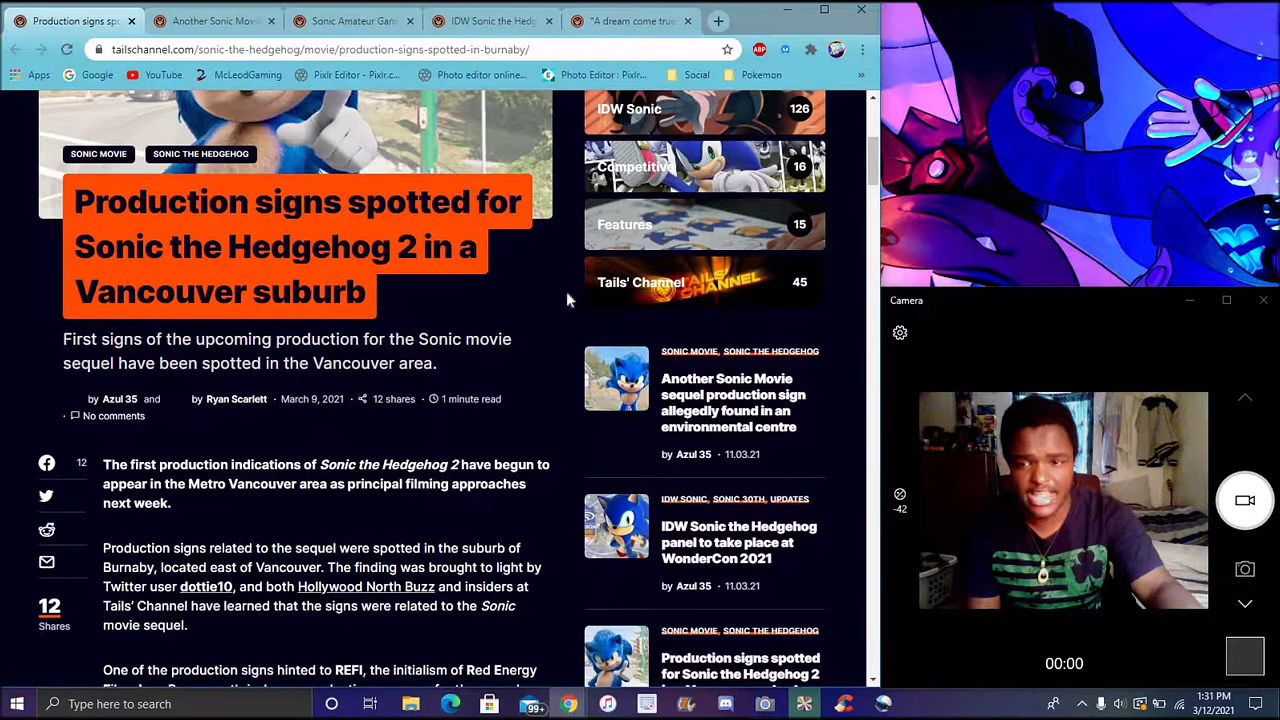 Production signs spo
Another Sonic Movi
Sonic Amateur Gam
IDW Sonic the Hedg
"A dream come true
tailschannel.com/sonic-the-hedgehog/movie/production-signs-spotted-in-burnaby/
ABP
Apps
Google
YouTube
McLeodGaming
Pixlr Editor - Pixlr.c...
Photo editor online...
Photo Editor : Pixlr...
Social
Pokemon
»
SONIC MOVIE
SONIC THE HEDGEHOG
Production signs spotted for
Sonic the Hedgehog 2 in a
Vancouver suburb
First signs of the upcoming production for the Sonic movie
sequel have been spotted in the Vancouver area.
by Azul 35 and by Ryan Scarlett · March 9, 2021 · 12 shares · 1 minute read
· No comments
12
12
Shares
The first production indications of Sonic the Hedgehog 2 have begun to
appear in the Metro Vancouver area as principal filming approaches
next week.
Production signs related to the sequel were spotted in the suburb of
Burnaby, located east of Vancouver. The finding was brought to light by
Twitter user dottie10, and both Hollywood North Buzz and insiders at
Tails' Channel have learned that the signs were related to the Sonic
movie sequel.
One of the production signs hinted to REFI, the initialism of Red Energy
IDW Sonic 126
Competitive 16
Features 15
Tails' Channel 45
TAILS' CHANNEL
SONIC MOVIE, SONIC THE HEDGEHOG
Another Sonic Movie
sequel production sign
allegedly found in an
environmental centre
by Azul 35 · 11.03.21
IDW SONIC, SONIC 30TH, UPDATES
IDW Sonic the Hedgehog
panel to take place at
WonderCon 2021
by Azul 35 · 11.03.21
SONIC MOVIE, SONIC THE HEDGEHOG
Production signs spotted
for Sonic the Hedgehog 2
Camera
-42
00:00
Type here to search
99+
1:31 PM
3/12/2021